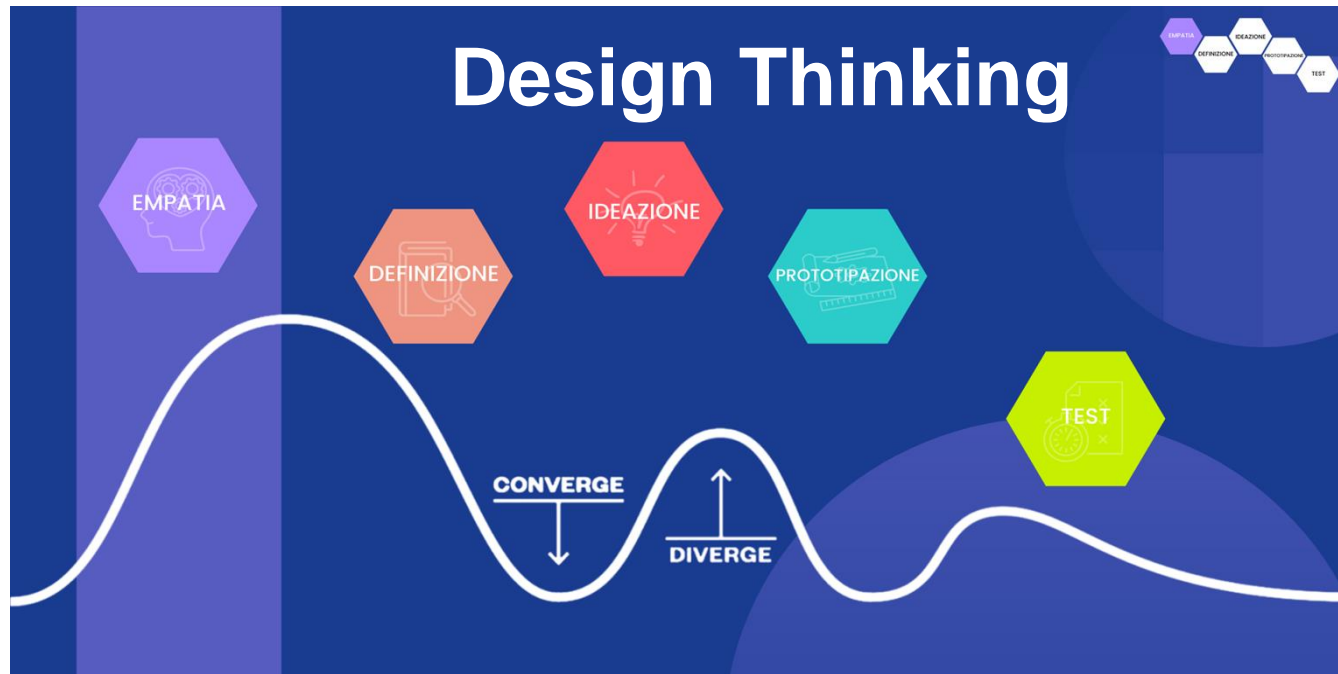 Design Thinking
EMPATIA
DEFINIZIONE
IDEAZIONE
PROTOTIPAZIONE
TEST
EMPATIA
DEFINIZIONE
IDEAZIONE
PROTOTIPAZIONE
TEST
CONVERGE
DIVERGE